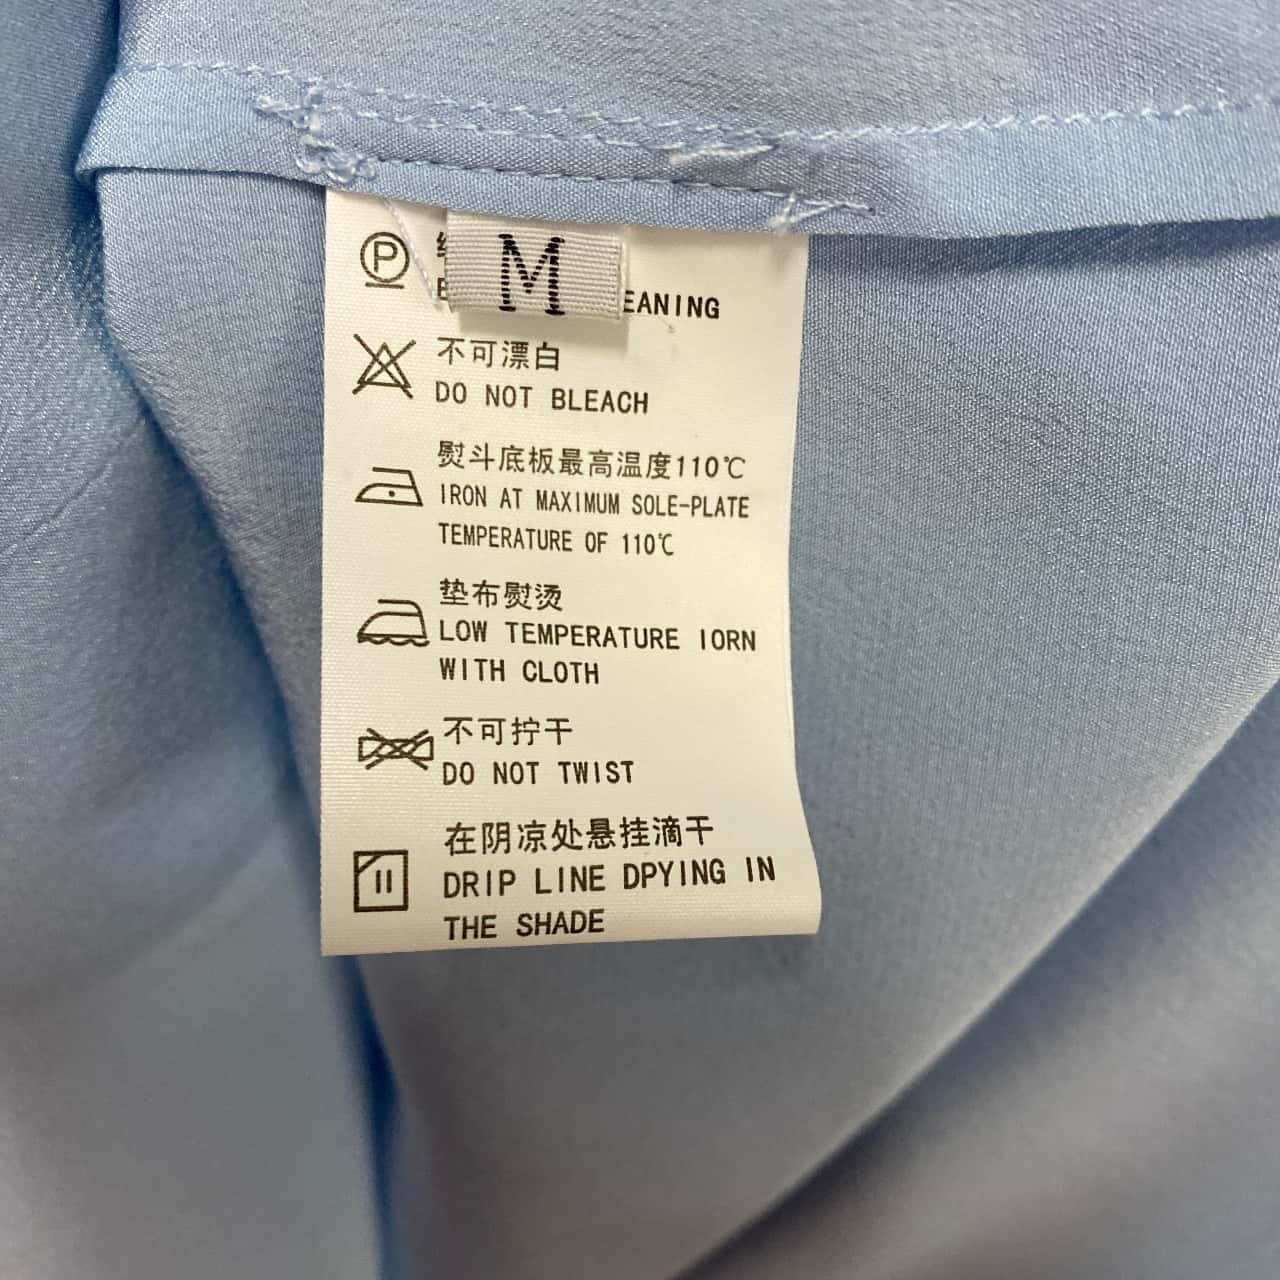 P
M
EANING
不可漂白
DO NOT BLEACH
熨斗底板最高温度110℃
IRON AT MAXIMUM SOLE-PLATE
TEMPERATURE OF 110℃
垫布熨烫
LOW TEMPERATURE IORN
WITH CLOTH
不可拧干
DO NOT TWIST
在阴凉处悬挂滴干
DRIP LINE DPYING IN
THE SHADE